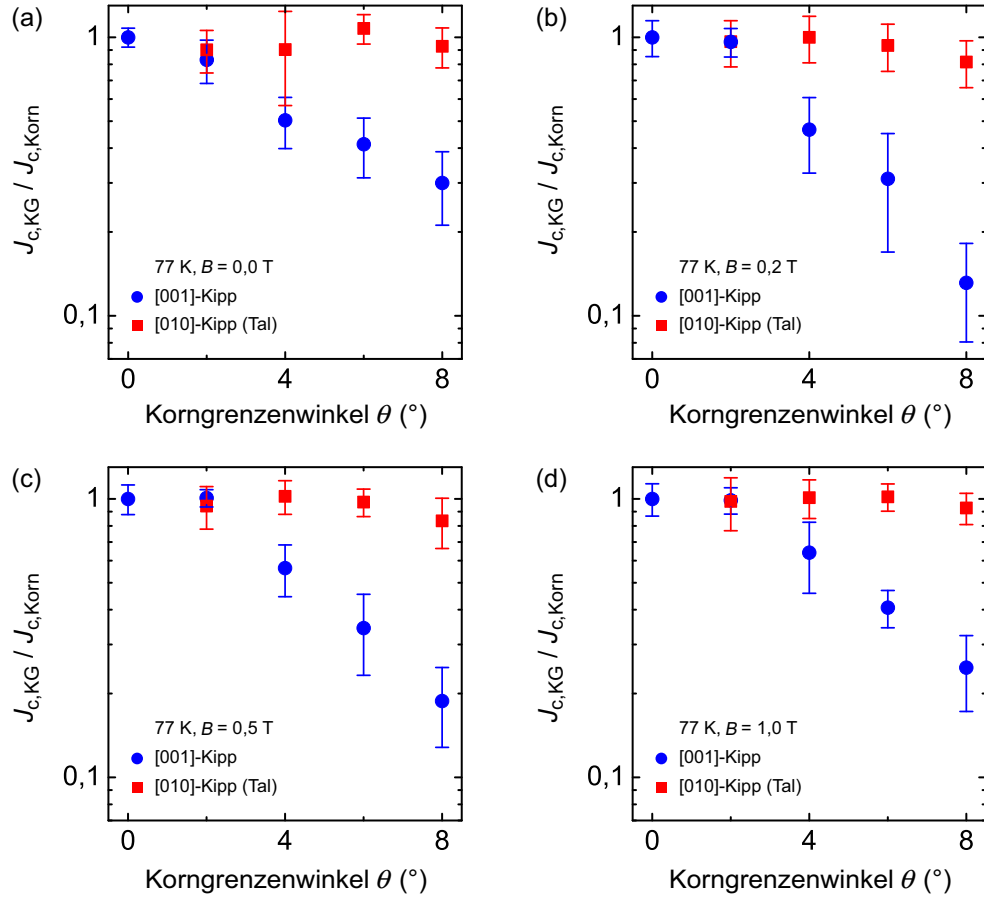 (a)
1
0,1
J_c,KG / J_c,Korn
77 K, B = 0,0 T
[001]-Kipp
[010]-Kipp (Tal)
0 4 8
Korngrenzenwinkel θ (°)
(b)
1
0,1
J_c,KG / J_c,Korn
77 K, B = 0,2 T
[001]-Kipp
[010]-Kipp (Tal)
0 4 8
Korngrenzenwinkel θ (°)
(c)
1
0,1
J_c,KG / J_c,Korn
77 K, B = 0,5 T
[001]-Kipp
[010]-Kipp (Tal)
0 4 8
Korngrenzenwinkel θ (°)
(d)
1
0,1
J_c,KG / J_c,Korn
77 K, B = 1,0 T
[001]-Kipp
[010]-Kipp (Tal)
0 4 8
Korngrenzenwinkel θ (°)